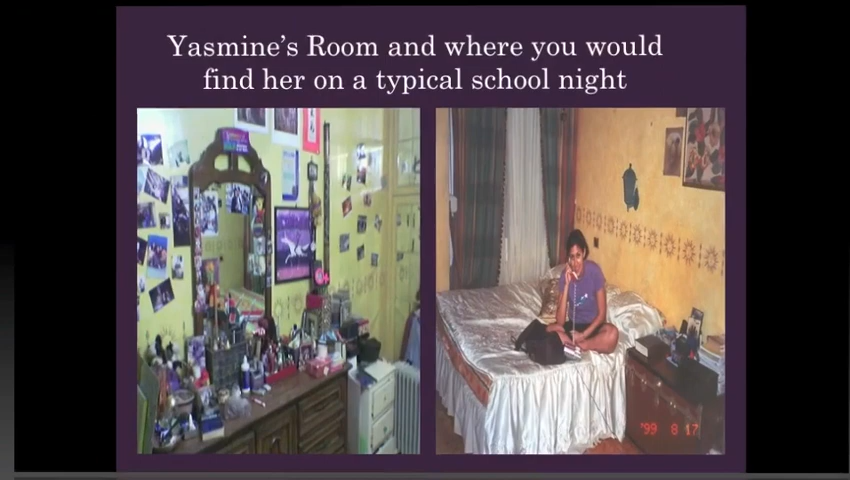 Yasmine's Room and where you would
find her on a typical school night
'99 8 17